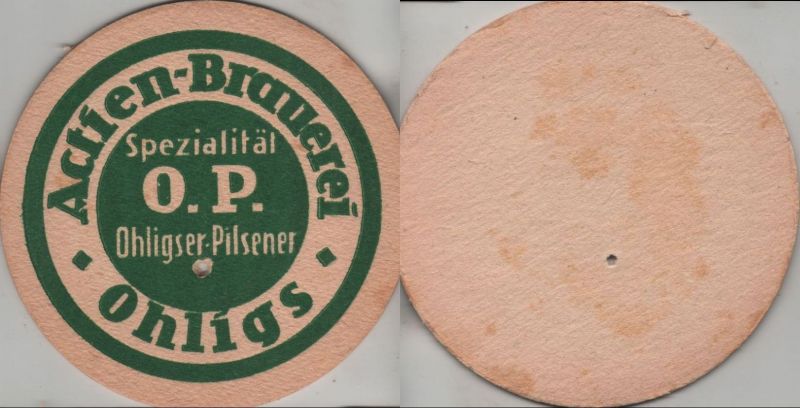 Actien-Brauerei
Spezialität
O. P.
Ohligser-Pilsener
Ohligs